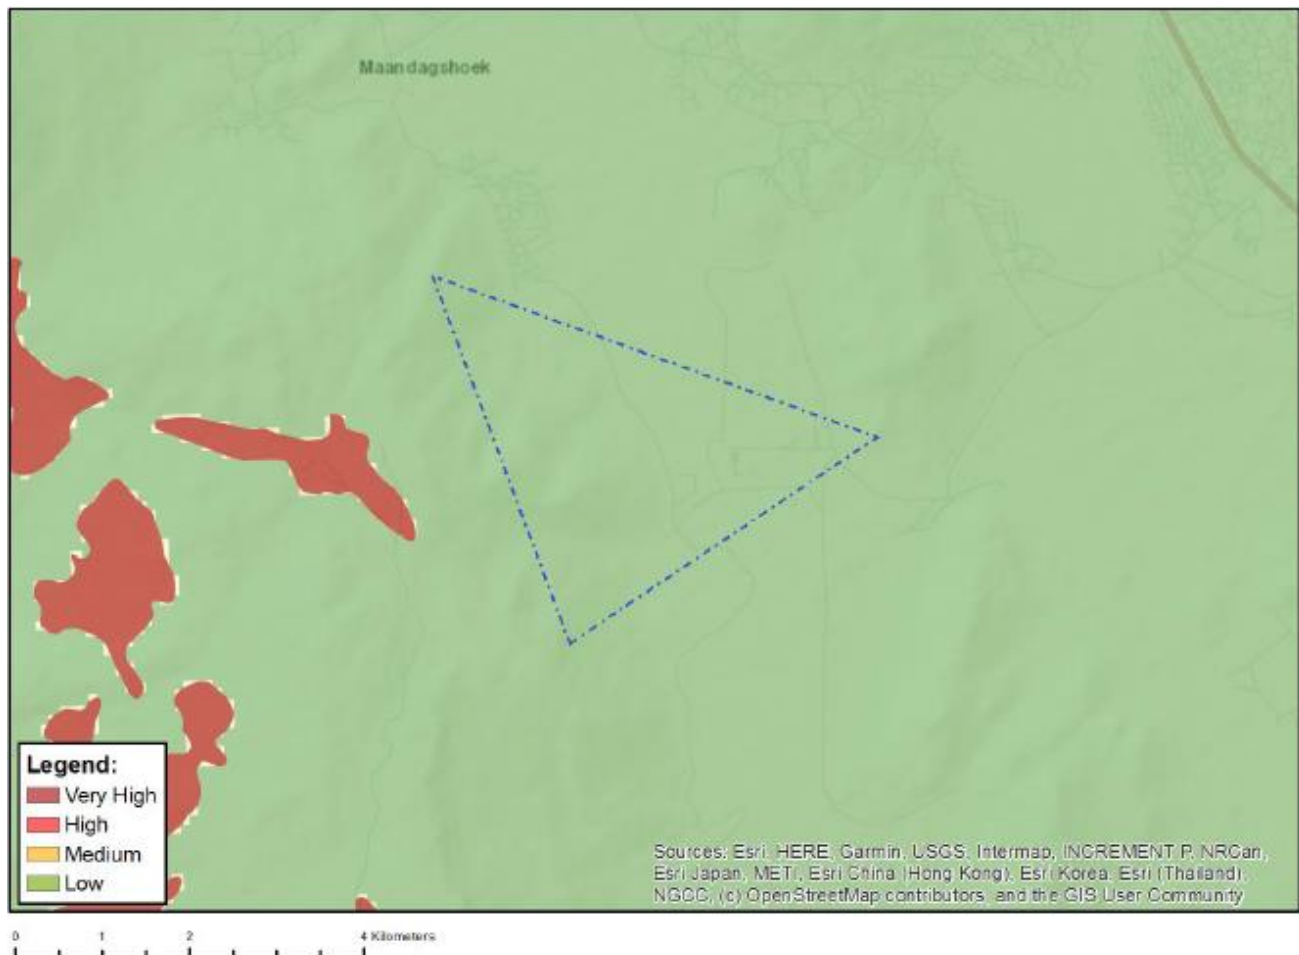 Maandagshoek
Legend:
Very High
High
Medium
Low
Sources: Esri, HERE, Garmin, USGS, Intermap, INCREMENT P, NRCan,
Esri Japan, METI, Esri China (Hong Kong), Esri Korea, Esri (Thailand),
NGCC, (c) OpenStreetMap contributors, and the GIS User Community
0 1 2 4 Kilometers